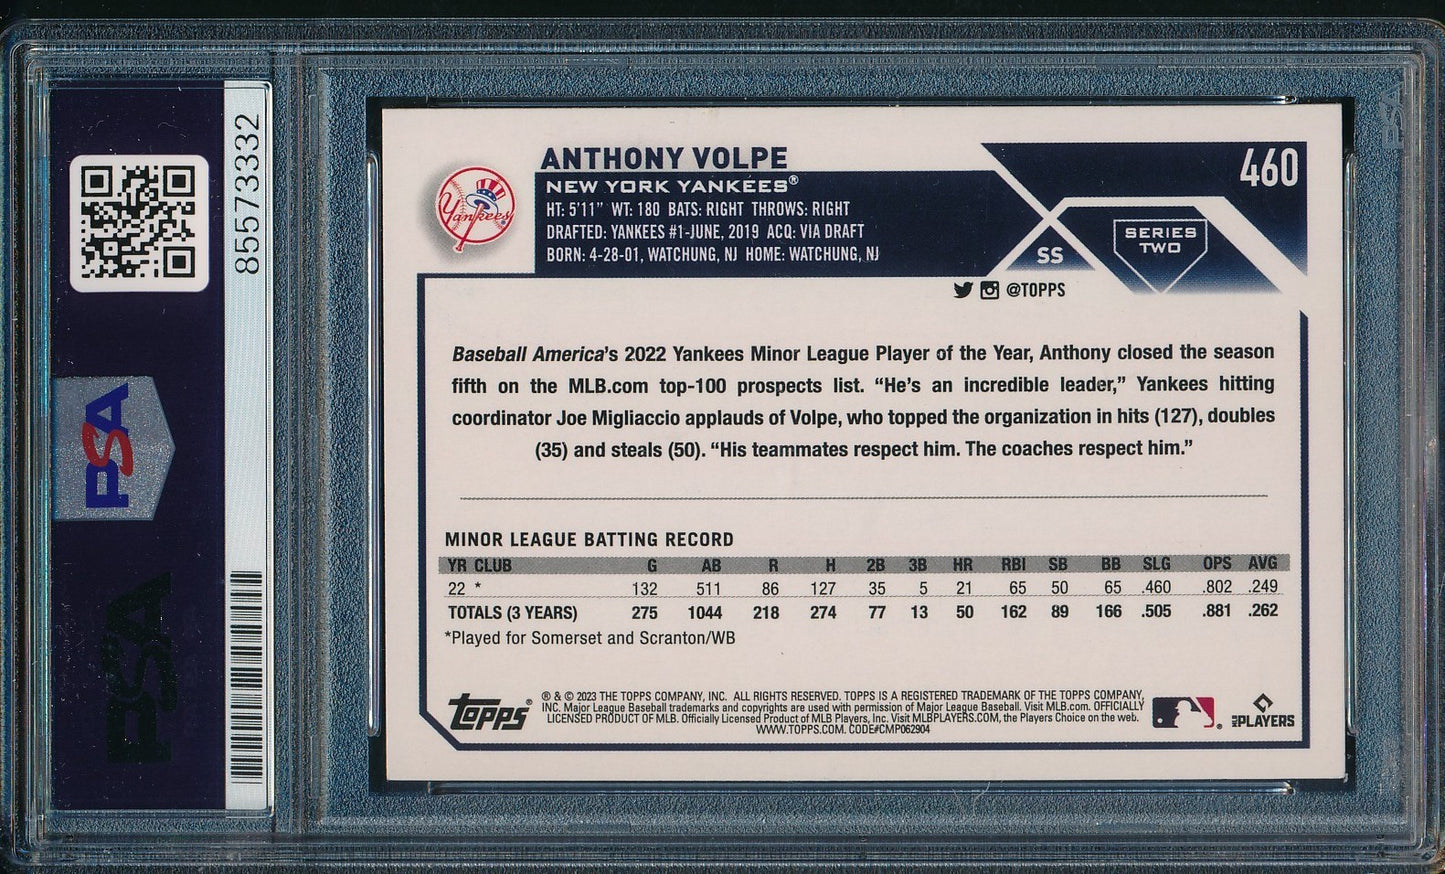 85573332
PSA
PSA
Yankees
ANTHONY VOLPE
460
NEW YORK YANKEES®
HT: 5'11" WT: 180 BATS: RIGHT THROWS: RIGHT
DRAFTED: YANKEES #1-JUNE, 2019 ACQ: VIA DRAFT
BORN: 4-28-01, WATCHUNG, NJ HOME: WATCHUNG, NJ
SS
SERIES
TWO
@TOPPS
Baseball America's 2022 Yankees Minor League Player of the Year, Anthony closed the season
fifth on the MLB.com top-100 prospects list. “He's an incredible leader,” Yankees hitting
coordinator Joe Migliaccio applauds of Volpe, who topped the organization in hits (127), doubles
(35) and steals (50). “His teammates respect him. The coaches respect him.”
MINOR LEAGUE BATTING RECORD
YR CLUB G AB R H 2B 3B HR RBI SB BB SLG OPS AVG
22 * 132 511 86 127 35 5 21 65 50 65 .460 .802 .249
TOTALS (3 YEARS) 275 1044 218 274 77 13 50 162 89 166 .505 .881 .262
*Played for Somerset and Scranton/WB
Topps®
® & © 2023 THE TOPPS COMPANY, INC. ALL RIGHTS RESERVED. TOPPS IS A REGISTERED TRADEMARK OF THE TOPPS COMPANY,
INC. Major League Baseball trademarks and copyrights are used with permission of Major League Baseball. Visit MLB.com. OFFICIALLY
LICENSED PRODUCT OF MLB. Officially Licensed Product of MLB Players, Inc. Visit MLBPLAYERS.COM, the Players Choice on the web.
WWW.TOPPS.COM. CODE#CMP062904
MLB PLAYERS